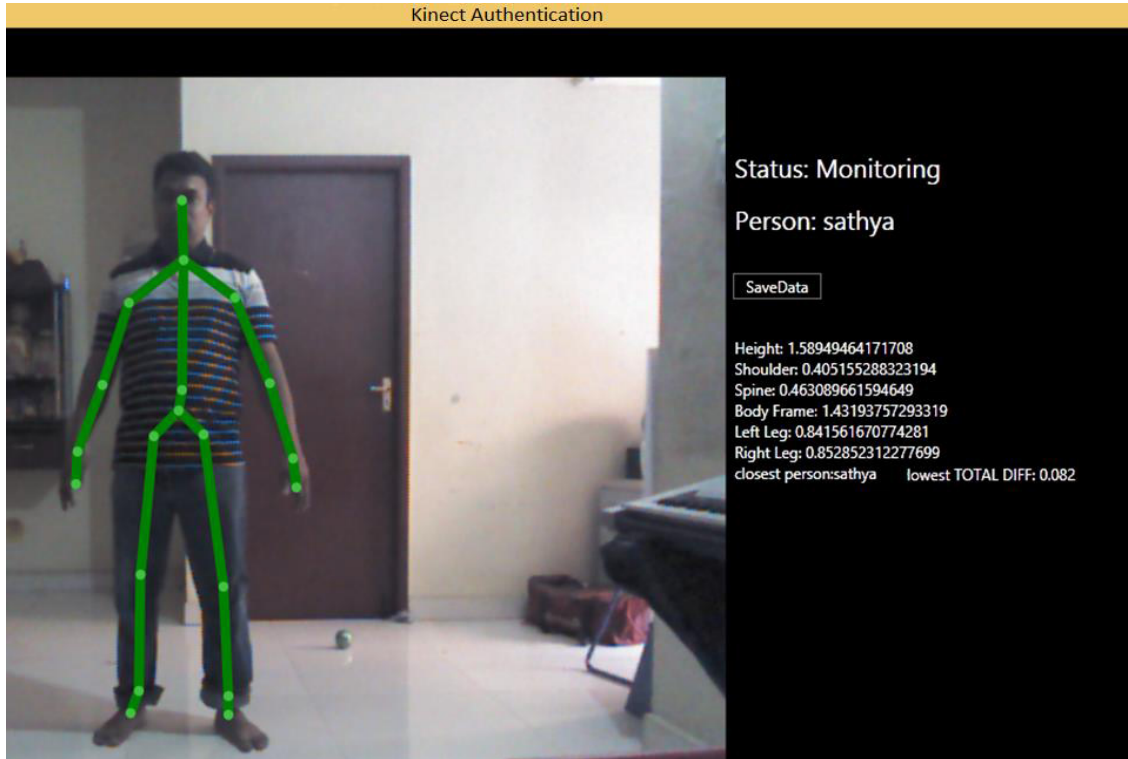 Kinect Authentication
Status: Monitoring
Person: sathya
SaveData
Height: 1.58949464171708
Shoulder: 0.405155288323194
Spine: 0.463089661594649
Body Frame: 1.43193757293319
Left Leg: 0.841561670774281
Right Leg: 0.852852312277699
closest person:sathya lowest TOTAL DIFF: 0.082